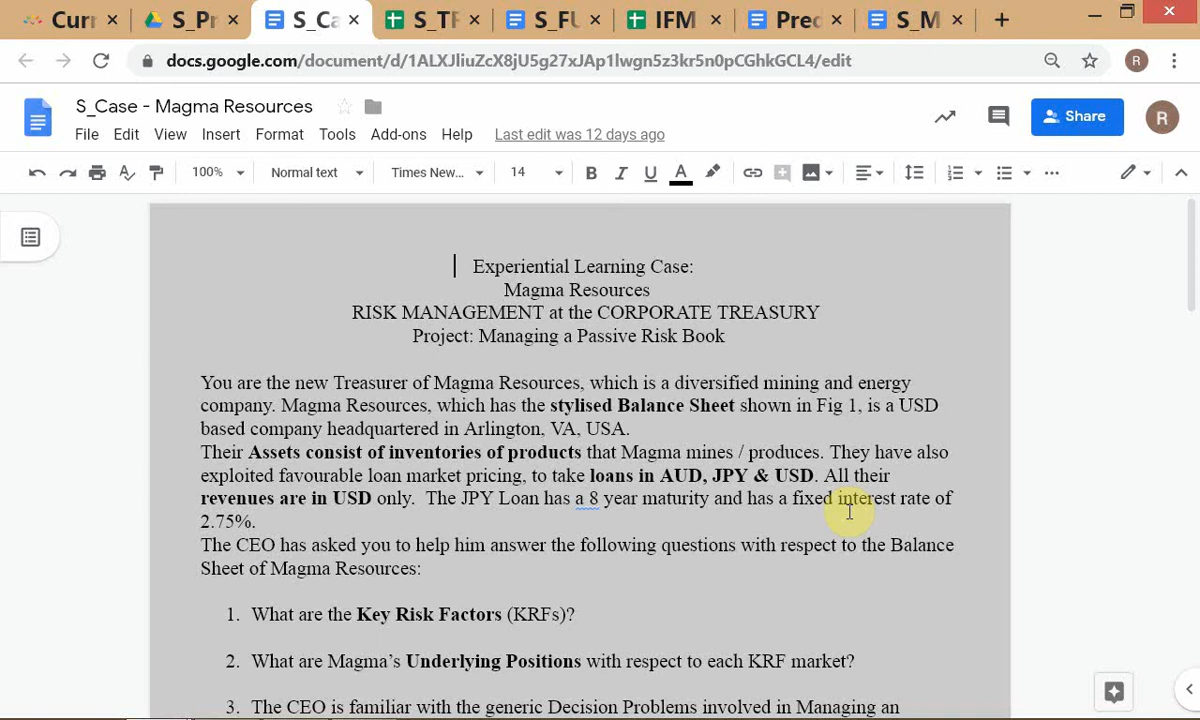 Curr
S_Pr
S_Ca
S_TF
S_FU
IFM
Pred
S_M
docs.google.com/document/d/1ALXJliuZcX8jU5g27xJAp1lwgn5z3kr5n0pCGhkGCL4/edit
R
S_Case - Magma Resources
File Edit View Insert Format Tools Add-ons Help Last edit was 12 days ago
Share
R
100% Normal text Times New... 14 B I U A
Experiential Learning Case:
Magma Resources
RISK MANAGEMENT at the CORPORATE TREASURY
Project: Managing a Passive Risk Book
You are the new Treasurer of Magma Resources, which is a diversified mining and energy
company. Magma Resources, which has the stylised Balance Sheet shown in Fig 1, is a USD
based company headquartered in Arlington, VA, USA.
Their Assets consist of inventories of products that Magma mines / produces. They have also
exploited favourable loan market pricing, to take loans in AUD, JPY & USD. All their
revenues are in USD only. The JPY Loan has a 8 year maturity and has a fixed interest rate of
2.75%.
The CEO has asked you to help him answer the following questions with respect to the Balance
Sheet of Magma Resources:
1. What are the Key Risk Factors (KRFs)?
2. What are Magma's Underlying Positions with respect to each KRF market?
3. The CEO is familiar with the generic Decision Problems involved in Managing an